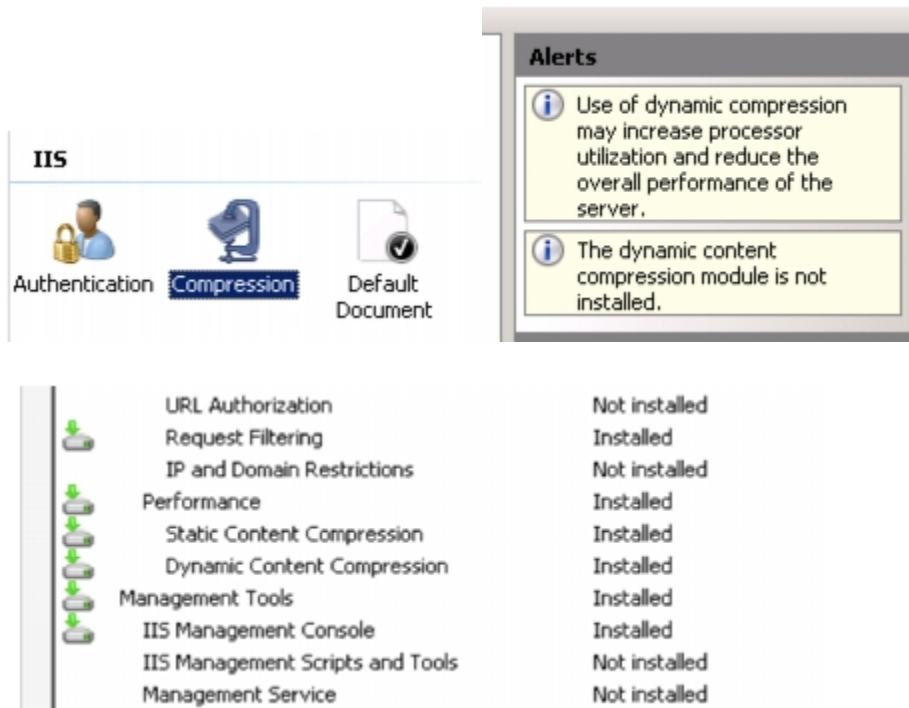 IIS
Authentication
Compression
Default
Document
Alerts
Use of dynamic compression
may increase processor
utilization and reduce the
overall performance of the
server.
The dynamic content
compression module is not
installed.
URL Authorization Not installed
Request Filtering Installed
IP and Domain Restrictions Not installed
Performance Installed
Static Content Compression Installed
Dynamic Content Compression Installed
Management Tools Installed
IIS Management Console Installed
IIS Management Scripts and Tools Not installed
Management Service Not installed